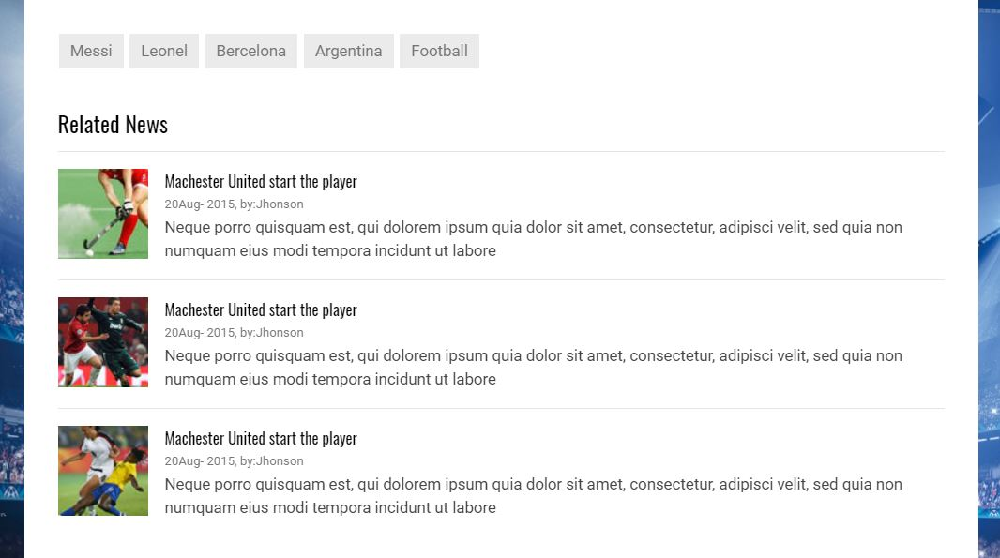 Messi Leonel Bercelona Argentina Football
Related News
Machester United start the player
20Aug- 2015, by:Jhonson
Neque porro quisquam est, qui dolorem ipsum quia dolor sit amet, consectetur, adipisci velit, sed quia non
numquam eius modi tempora incidunt ut labore
Machester United start the player
20Aug- 2015, by:Jhonson
Neque porro quisquam est, qui dolorem ipsum quia dolor sit amet, consectetur, adipisci velit, sed quia non
numquam eius modi tempora incidunt ut labore
Machester United start the player
20Aug- 2015, by:Jhonson
Neque porro quisquam est, qui dolorem ipsum quia dolor sit amet, consectetur, adipisci velit, sed quia non
numquam eius modi tempora incidunt ut labore